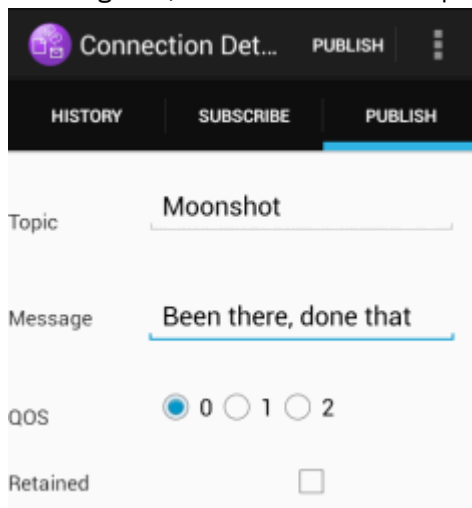 Connection Det... PUBLISH
HISTORY SUBSCRIBE PUBLISH
Topic Moonshot
Message Been there, done that
QOS 0 1 2
Retained